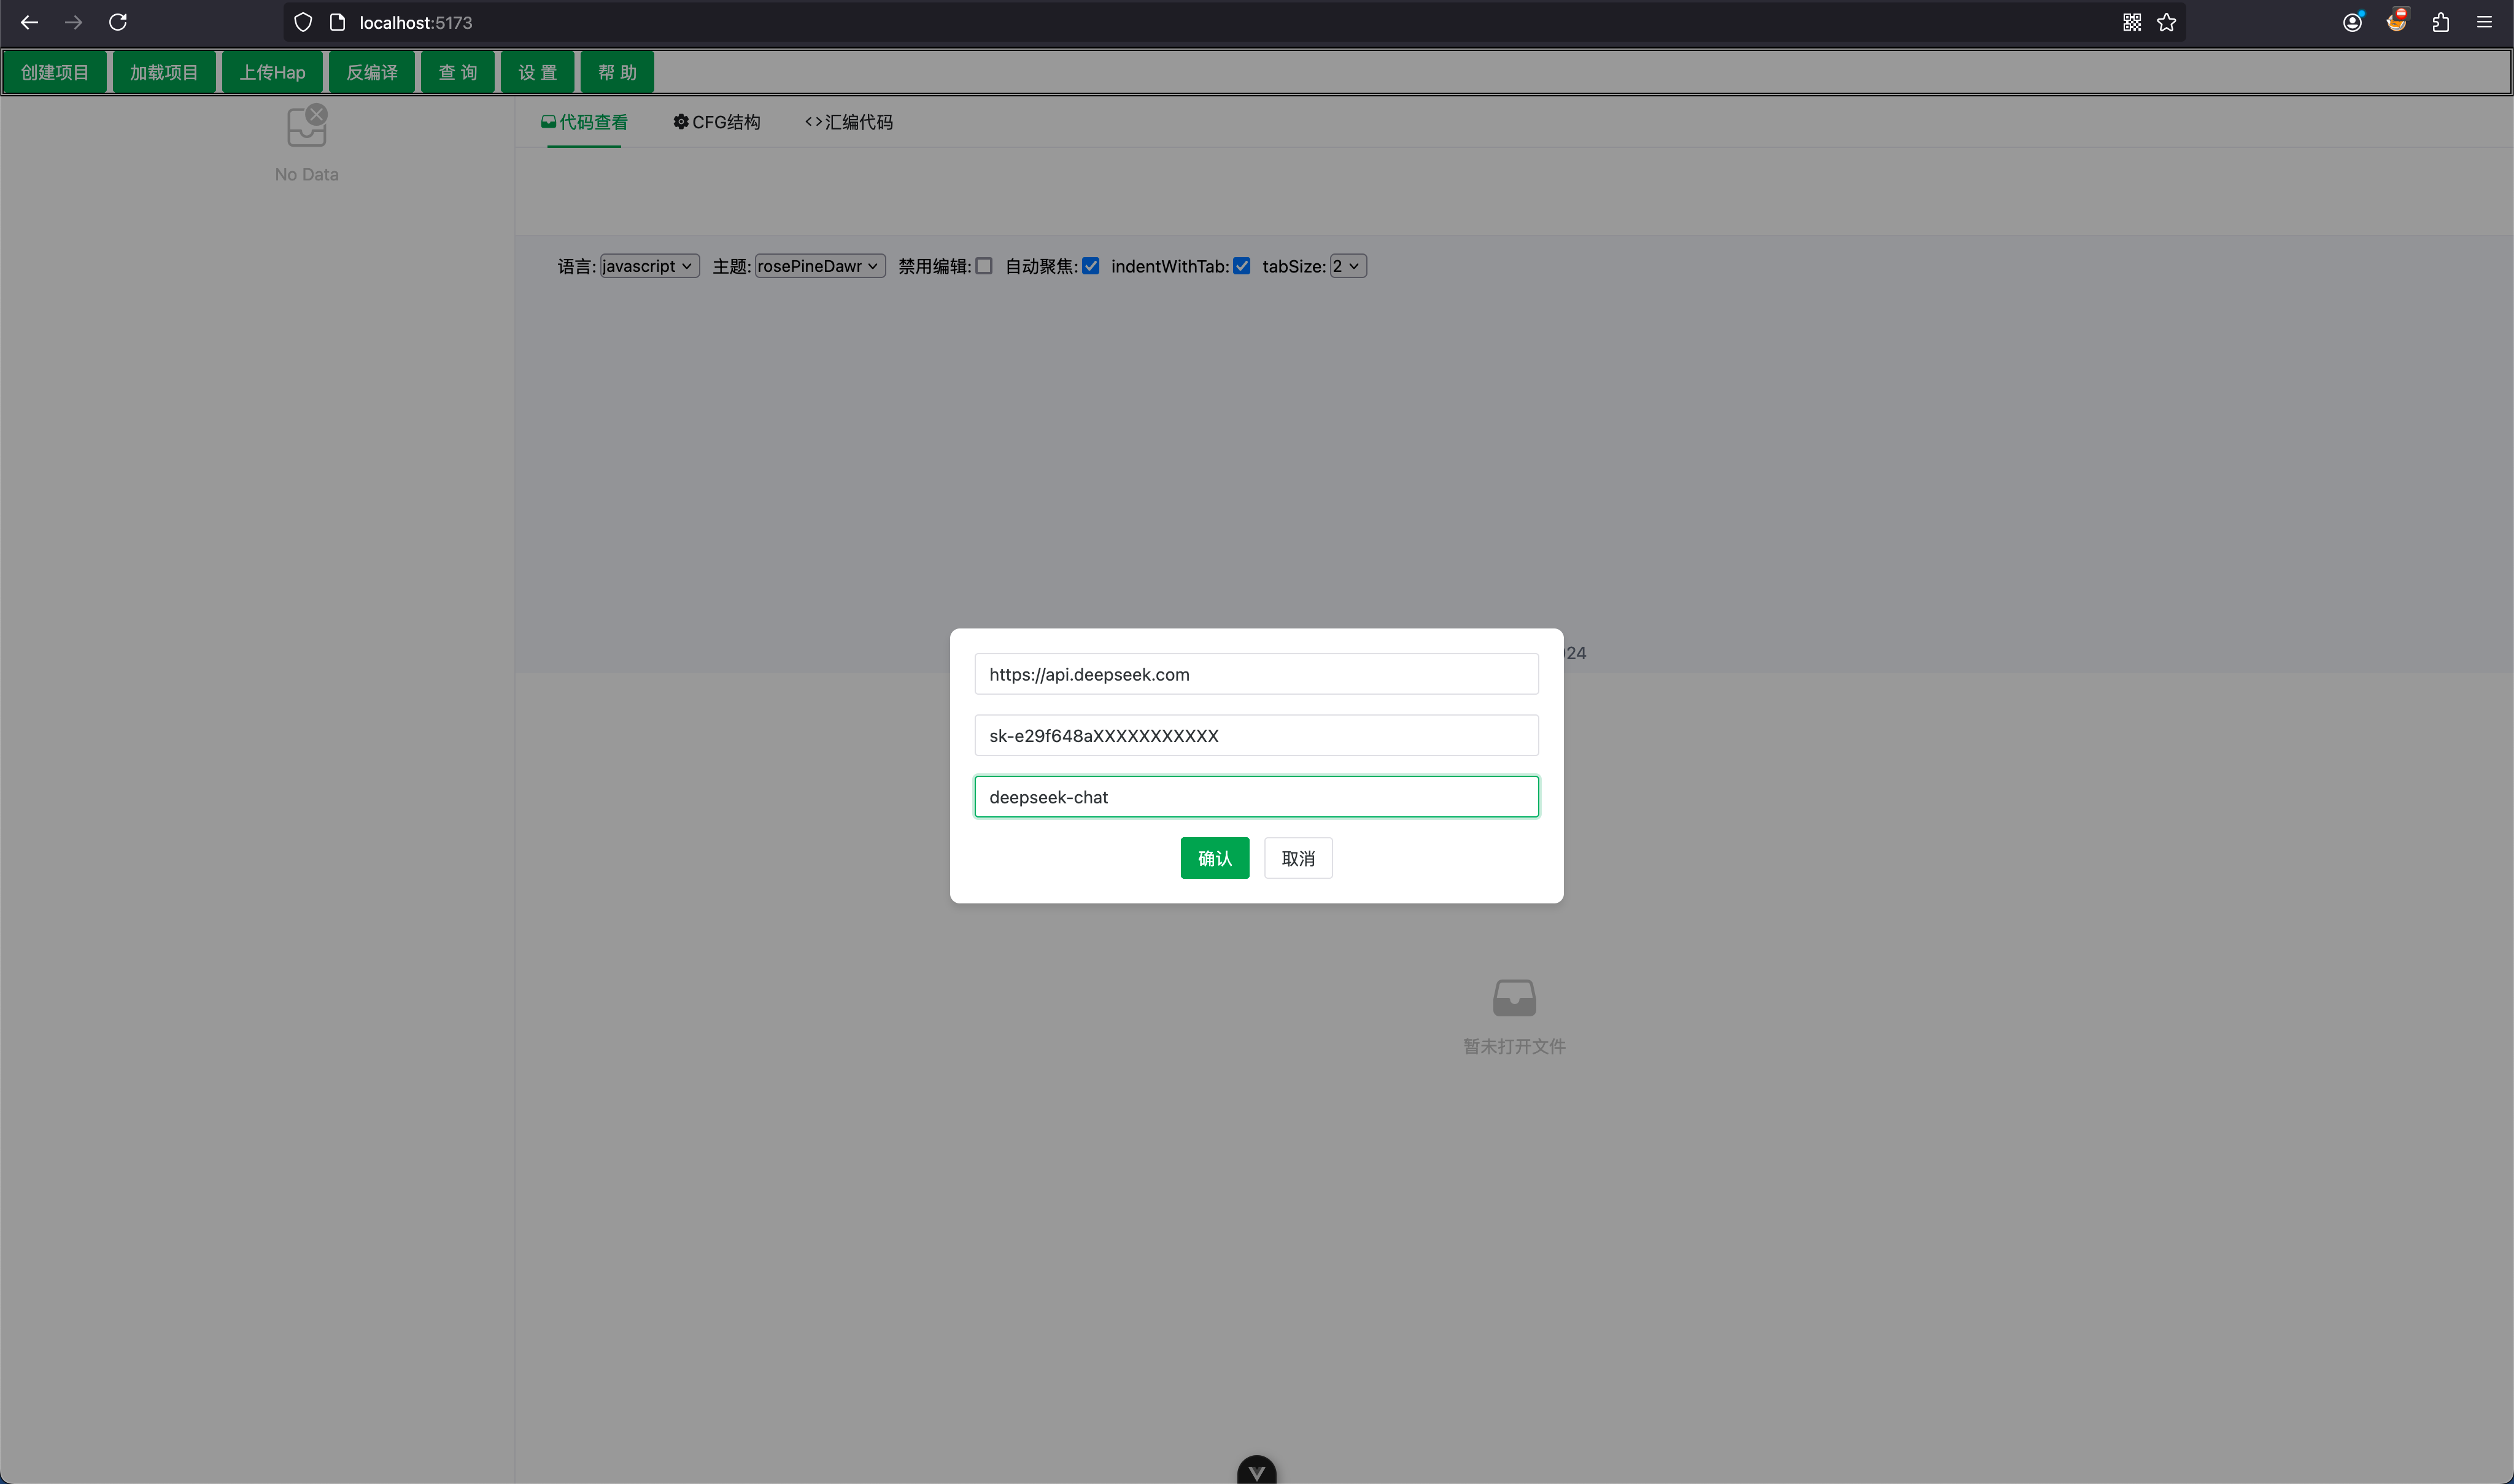 localhost:5173
创建项目 加载项目 上传Hap 反编译 查 询 设 置 帮 助
No Data
代码查看 CFG结构 <>汇编代码
语言: javascript 主题: rosePineDawr 禁用编辑: 自动聚焦: indentWithTab: tabSize: 2
24
https://api.deepseek.com
sk-e29f648aXXXXXXXXXXX
deepseek-chat
确认 取消
暂未打开文件